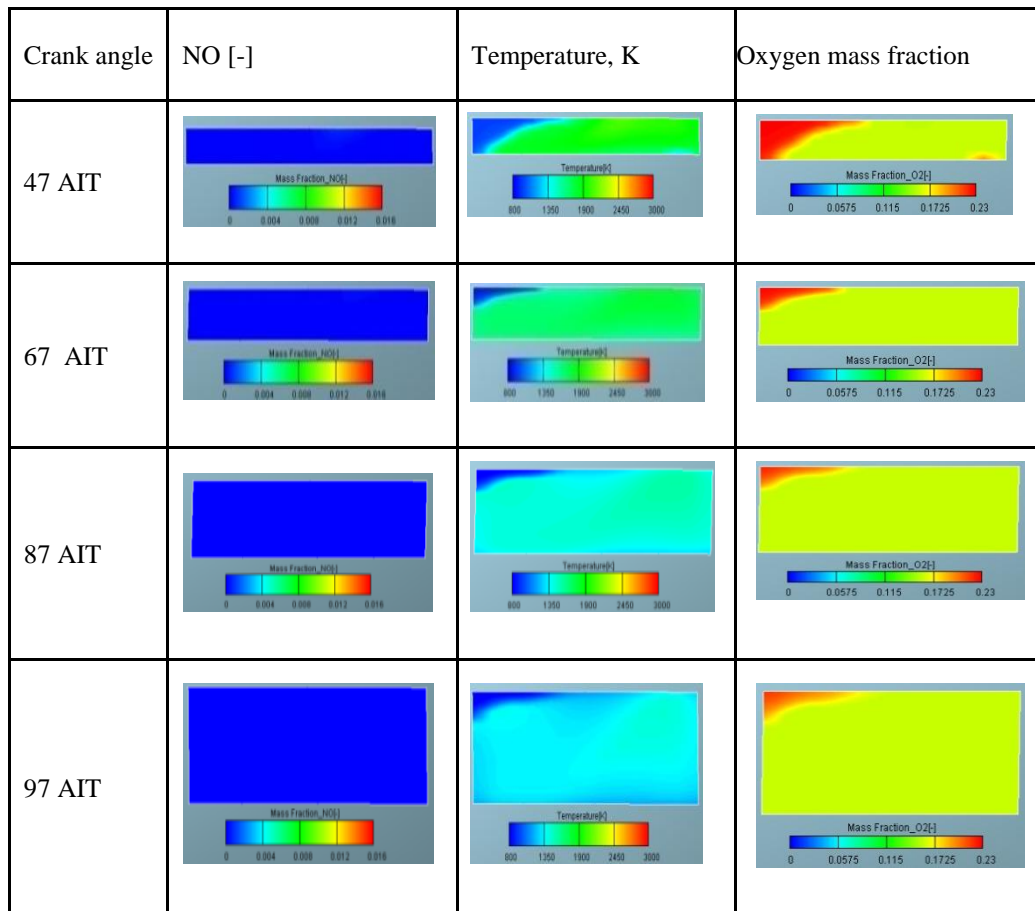 Crank angle NO [-] Temperature, K Oxygen mass fraction
47 AIT
Mass Fraction_NO[-]
0 0.004 0.008 0.012 0.016
Temperature[K]
800 1350 1900 2450 3000
Mass Fraction_O2[-]
0 0.0575 0.115 0.1725 0.23
67 AIT
Mass Fraction_NO[-]
0 0.004 0.008 0.012 0.016
Temperature[K]
800 1350 1900 2450 3000
Mass Fraction_O2[-]
0 0.0575 0.115 0.1725 0.23
87 AIT
Mass Fraction_NO[-]
0 0.004 0.008 0.012 0.016
Temperature[K]
800 1350 1900 2450 3000
Mass Fraction_O2[-]
0 0.0575 0.115 0.1725 0.23
97 AIT
Mass Fraction_NO[-]
0 0.004 0.008 0.012 0.016
Temperature[K]
800 1350 1900 2450 3000
Mass Fraction_O2[-]
0 0.0575 0.115 0.1725 0.23